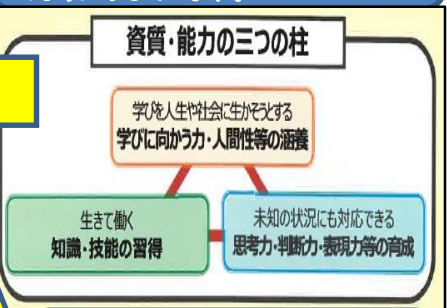 資質・能力の三つの柱
学びを人生や社会に生かそうとする
学びに向かう力・人間性等の涵養
生きて働く
知識・技能の習得
未知の状況にも対応できる
思考力・判断力・表現力等の育成